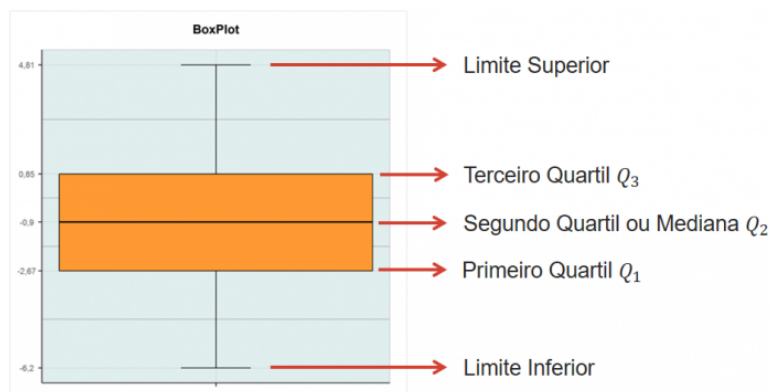 BoxPlot
4,81
Limite Superior
0,85
Terceiro Quartil Q3
-0,9
Segundo Quartil ou Mediana Q2
-2,67
Primeiro Quartil Q1
-6,2
Limite Inferior